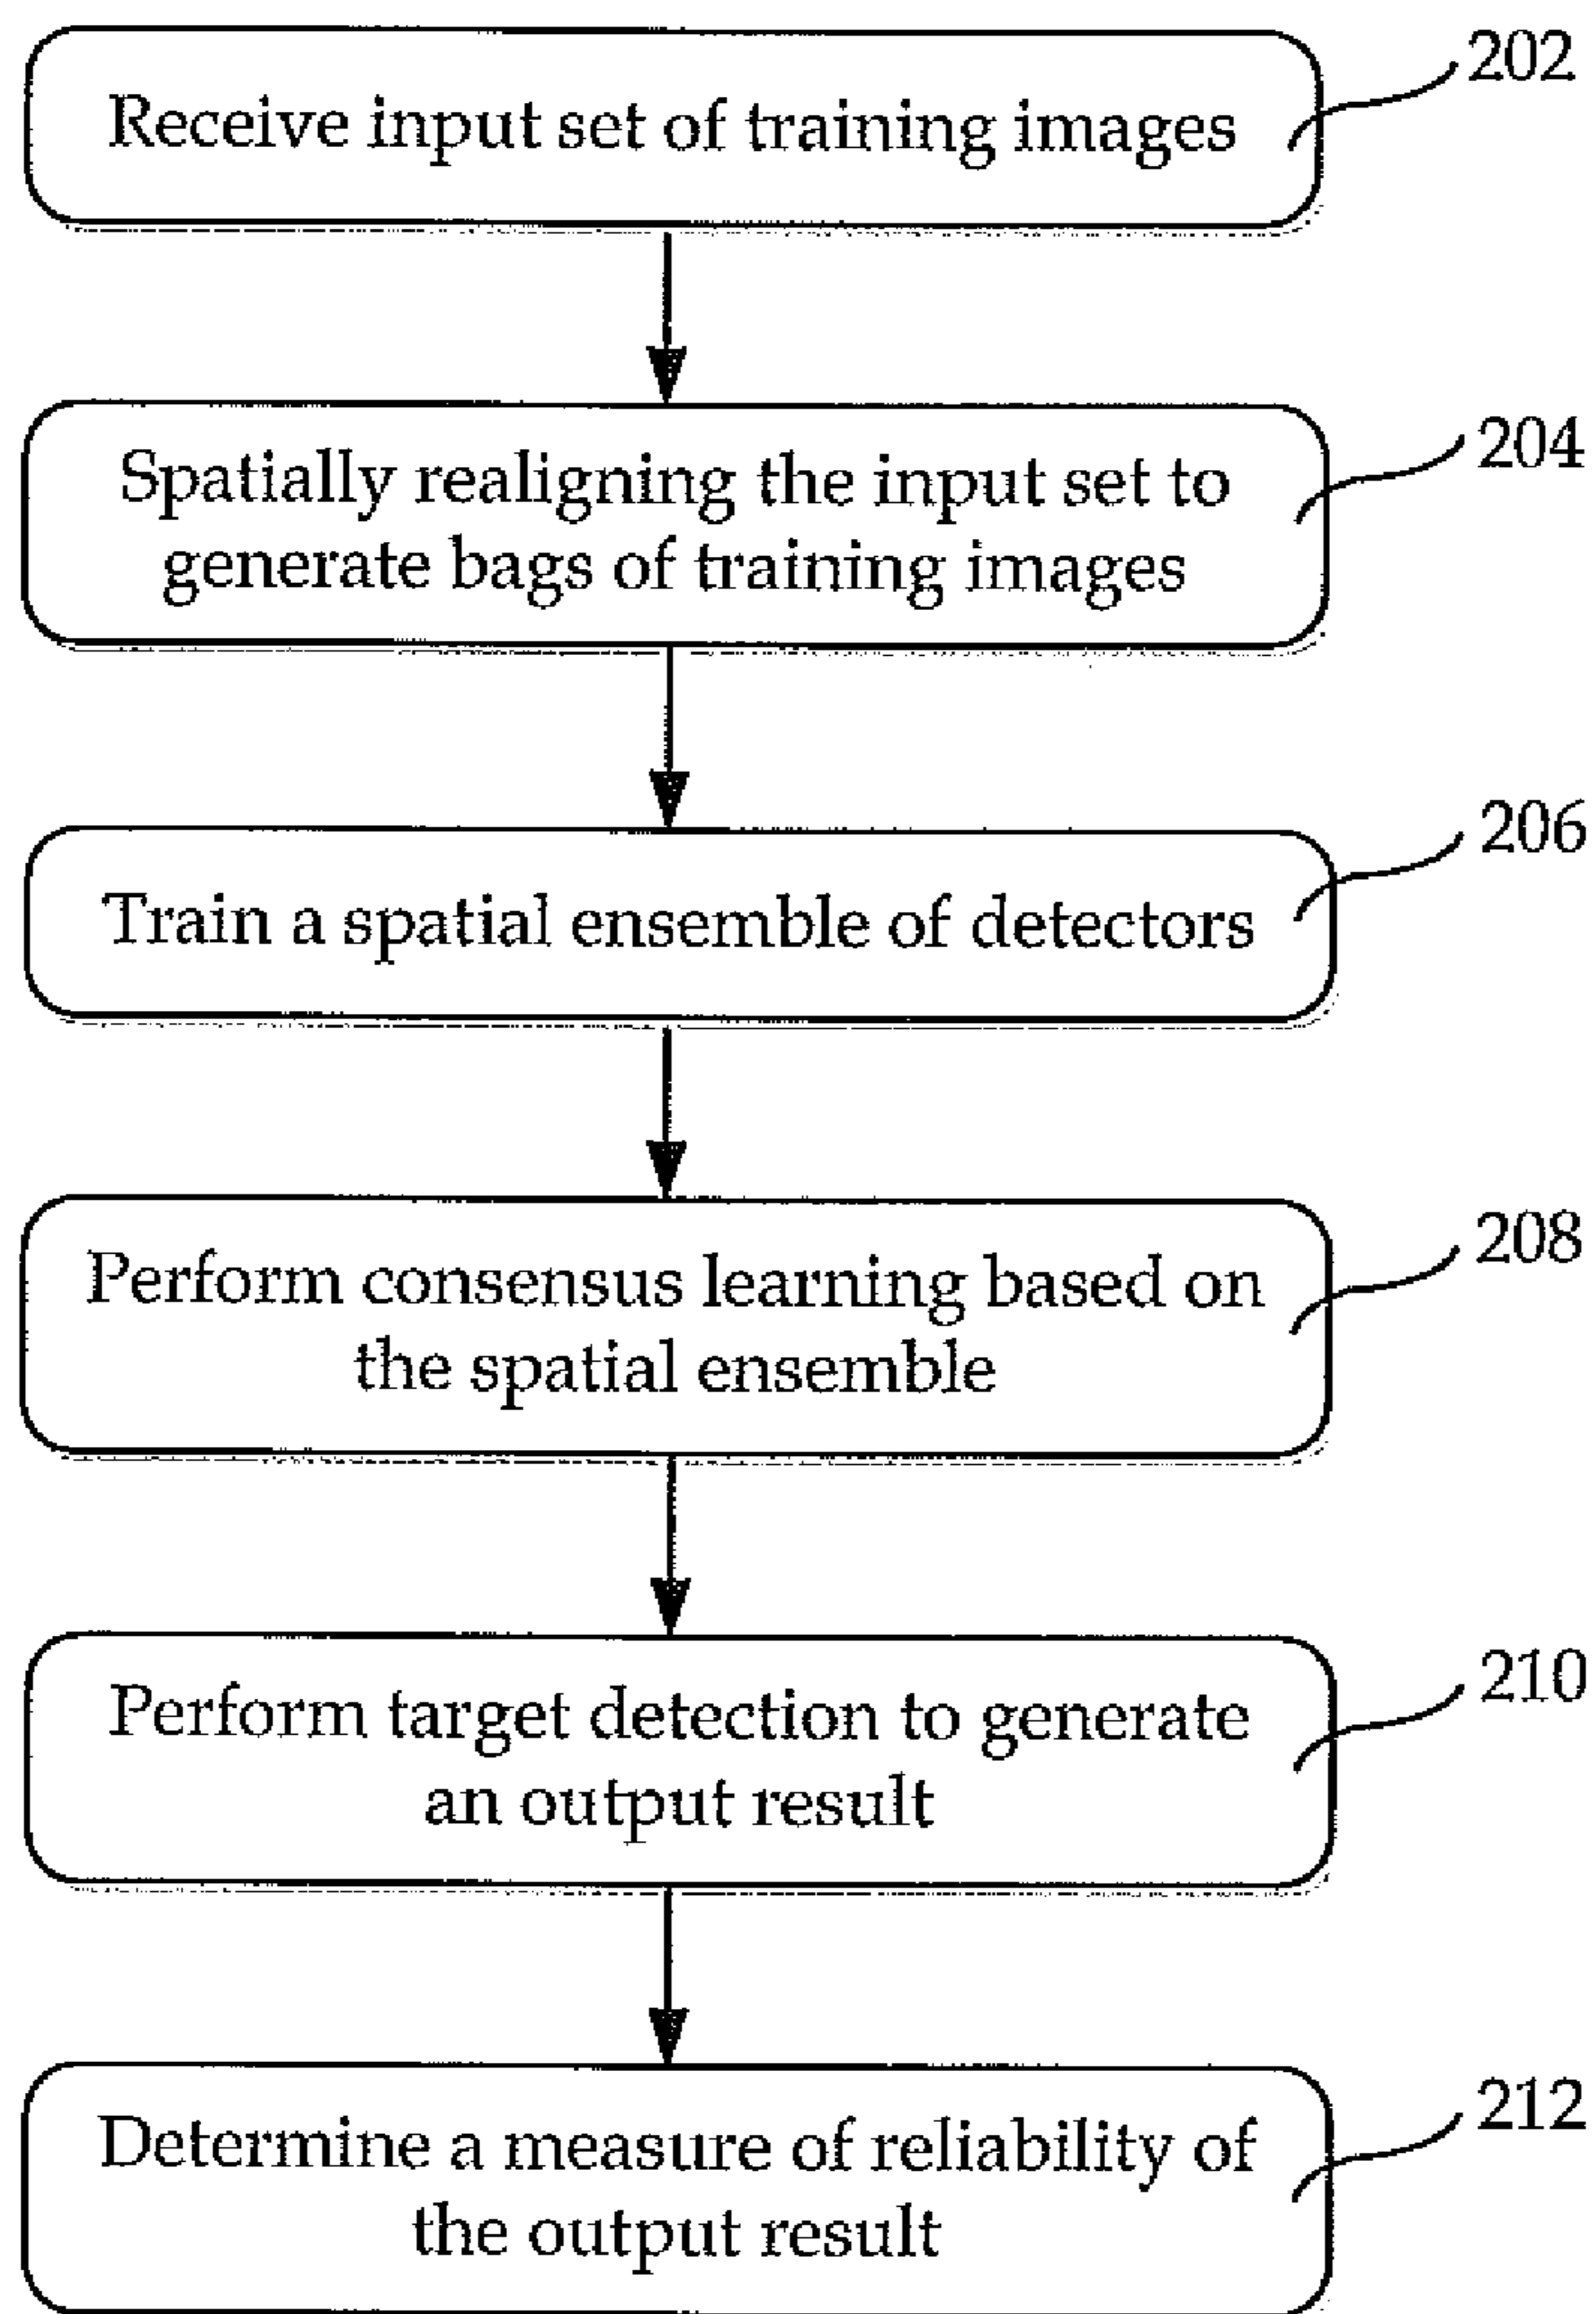 202
Receive input set of training images
204
Spatially realigning the input set to
generate bags of training images
206
Train a spatial ensemble of detectors
208
Perform consensus learning based on
the spatial ensemble
210
Perform target detection to generate
an output result
212
Determine a measure of reliability of
the output result